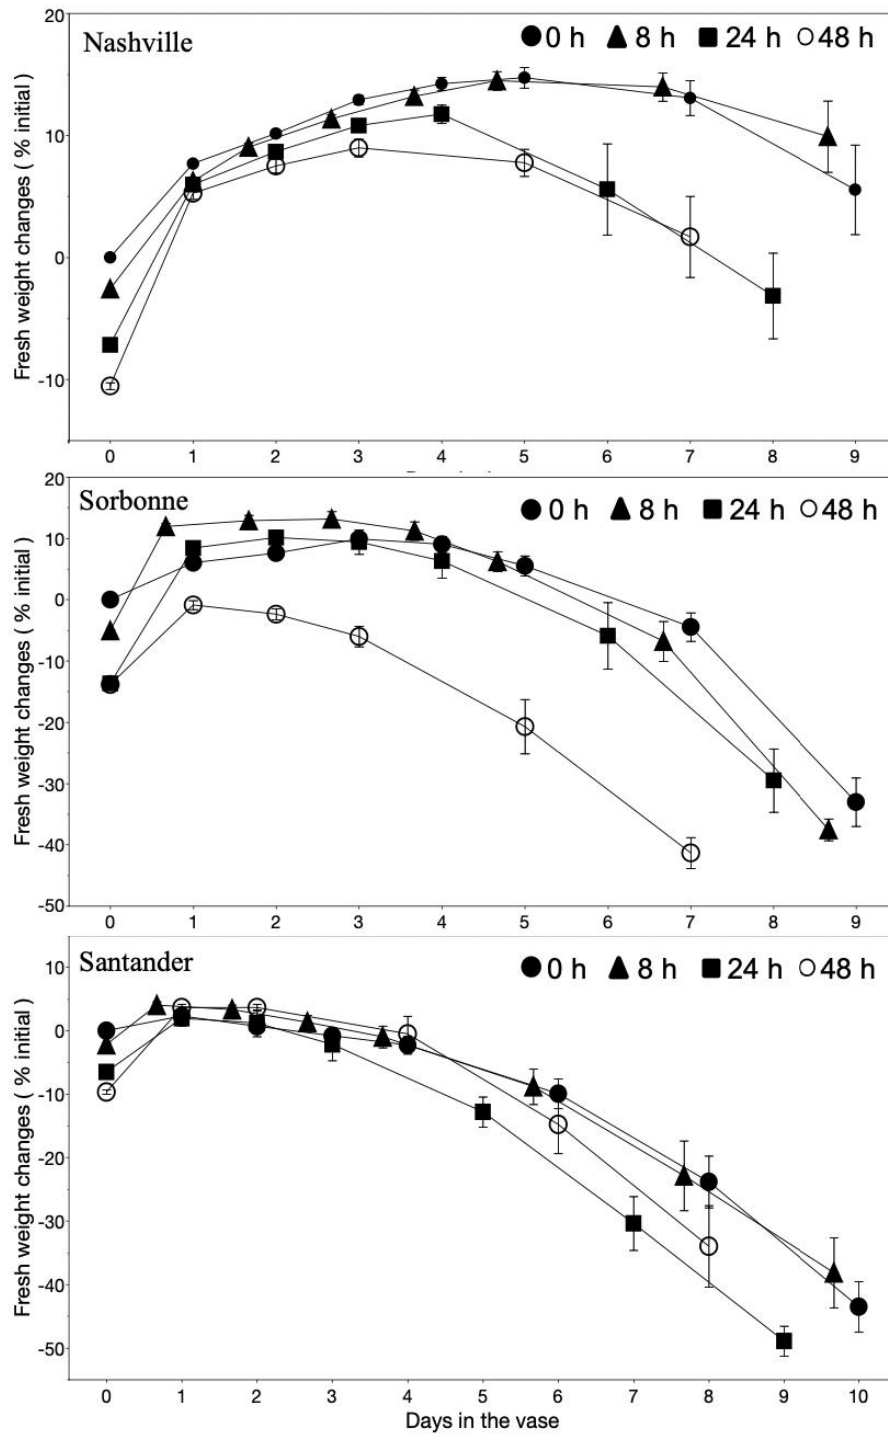 Nashville
●0 h ▲8 h ■24 h ○48 h
Fresh weight changes ( % initial )
20
10
0
-10
0 1 2 3 4 5 6 7 8 9
Sorbonne
●0 h ▲8 h ■24 h ○48 h
Fresh weight changes ( % initial )
20
10
0
-10
-20
-30
-40
-50
0 1 2 3 4 5 6 7 8 9
Santander
●0 h ▲8 h ■24 h ○48 h
Fresh weight changes ( % initial )
10
0
-10
-20
-30
-40
-50
0 1 2 3 4 5 6 7 8 9 10
Days in the vase